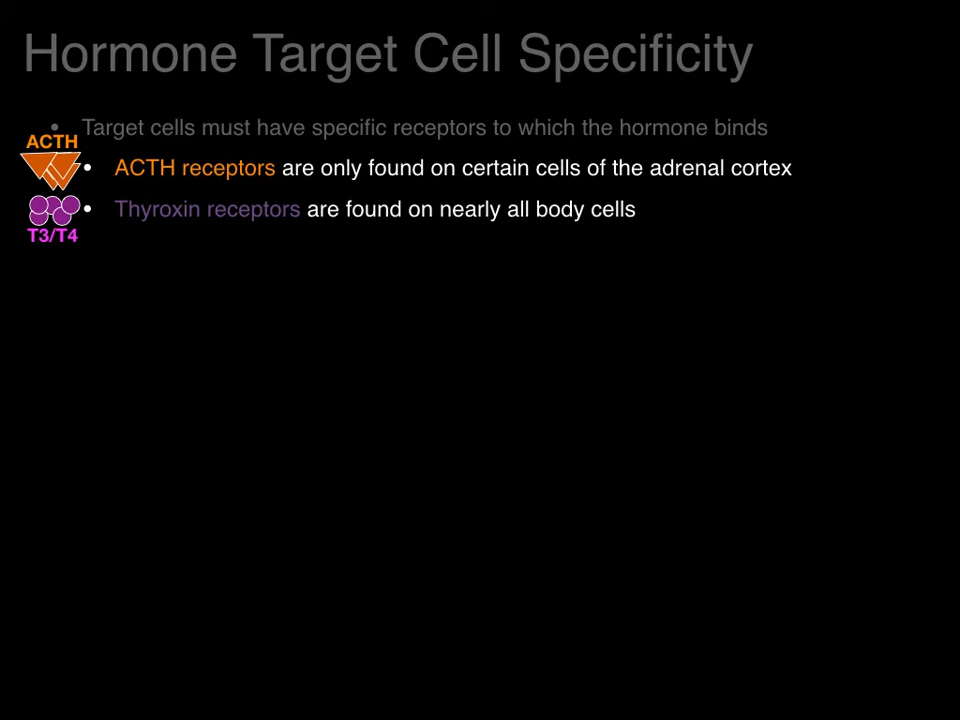 Hormone Target Cell Specificity
• Target cells must have specific receptors to which the hormone binds
ACTH
• ACTH receptors are only found on certain cells of the adrenal cortex
• Thyroxin receptors are found on nearly all body cells
T3/T4